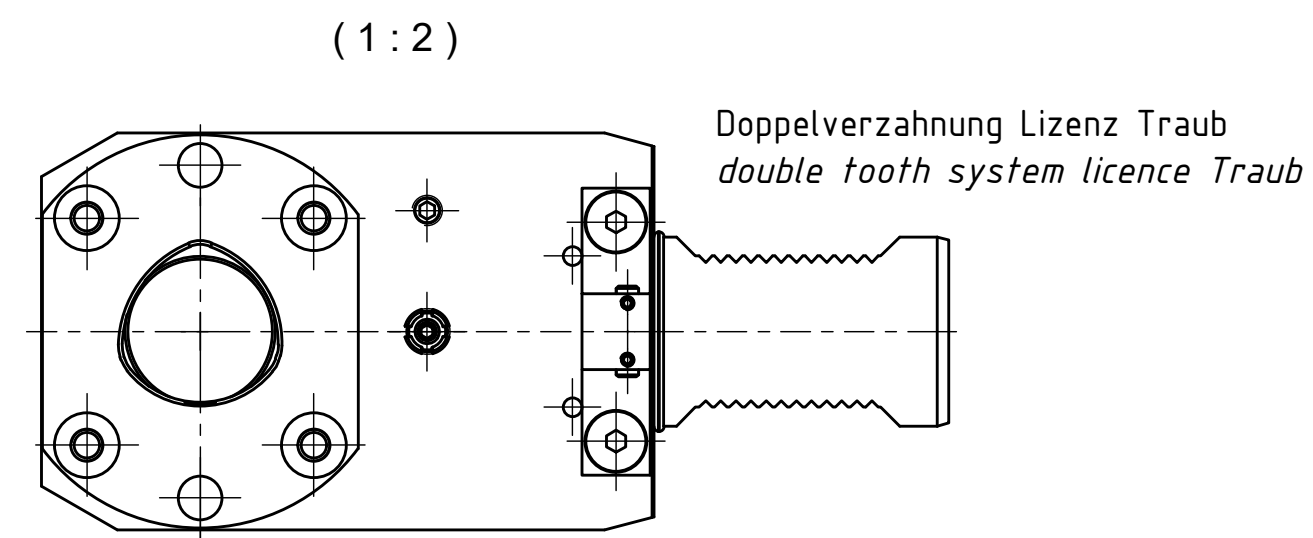 ( 1 : 2 )
Doppelverzahnung Lizenz Traub
double tooth system licence Traub